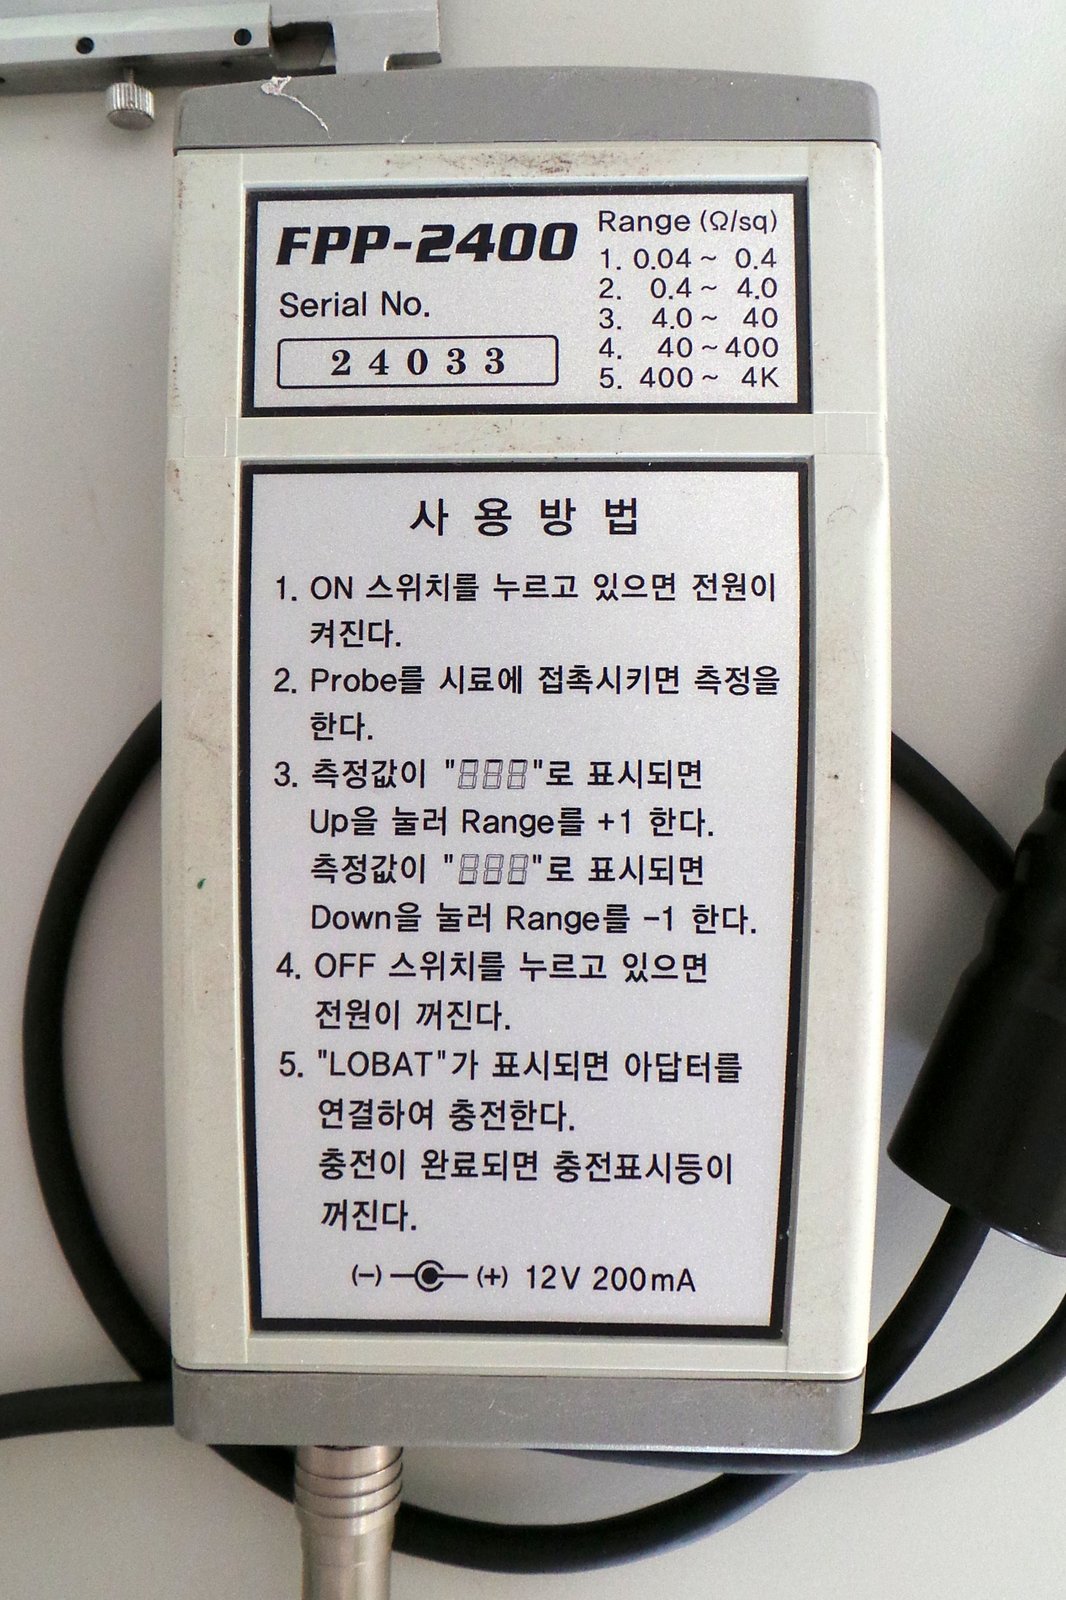 FPP-2400
Serial No.
24033
Range (Ω/sq)
1. 0.04 ~ 0.4
2. 0.4 ~ 4.0
3. 4.0 ~ 40
4. 40 ~ 400
5. 400 ~ 4K
사 용 방 법
1. ON 스위치를 누르고 있으면 전원이
켜진다.
2. Probe를 시료에 접촉시키면 측정을
한다.
3. 측정값이 " "로 표시되면
Up을 눌러 Range를 +1 한다.
측정값이 " "로 표시되면
Down을 눌러 Range를 -1 한다.
4. OFF 스위치를 누르고 있으면
전원이 꺼진다.
5. "LOBAT"가 표시되면 아답터를
연결하여 충전한다.
충전이 완료되면 충전표시등이
꺼진다.
(-) (+) 12V 200mA